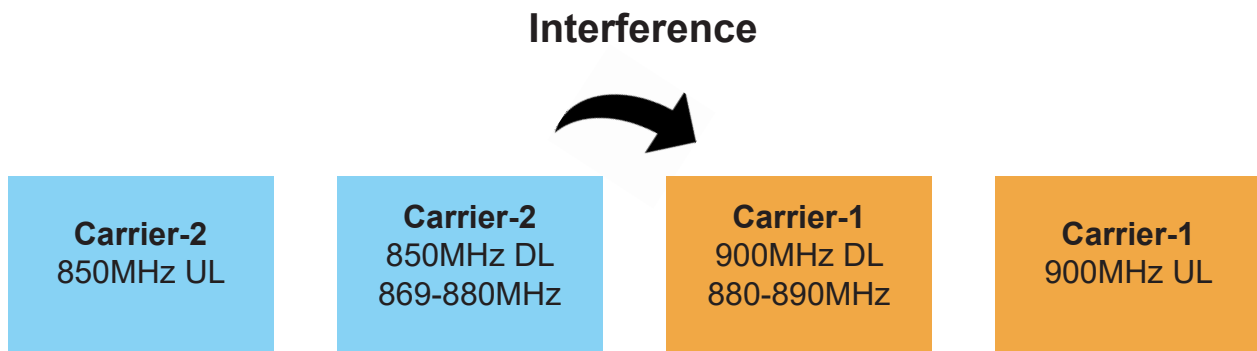 Interference
Carrier-2
850MHz UL
Carrier-2
850MHz DL
869-880MHz
Carrier-1
900MHz DL
880-890MHz
Carrier-1
900MHz UL